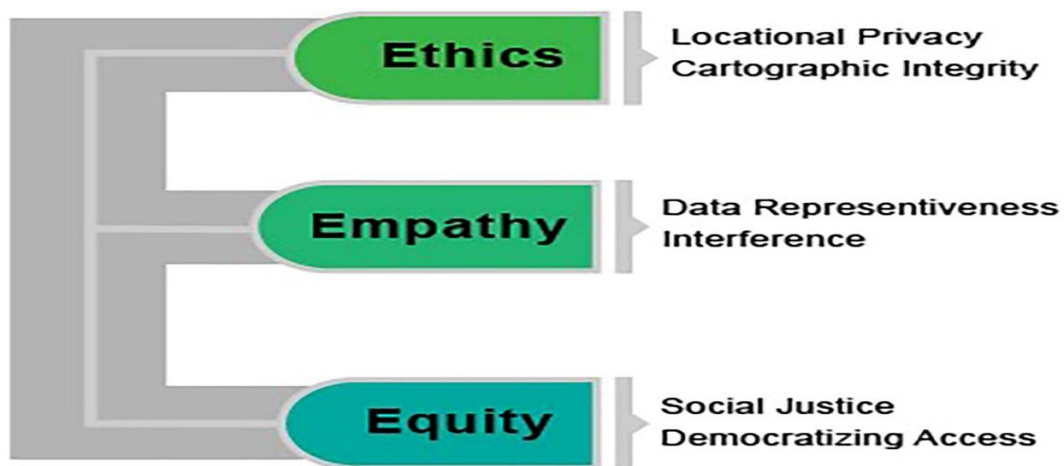 Ethics
Locational Privacy
Cartographic Integrity
Empathy
Data Representiveness
Interference
Equity
Social Justice
Democratizing Access